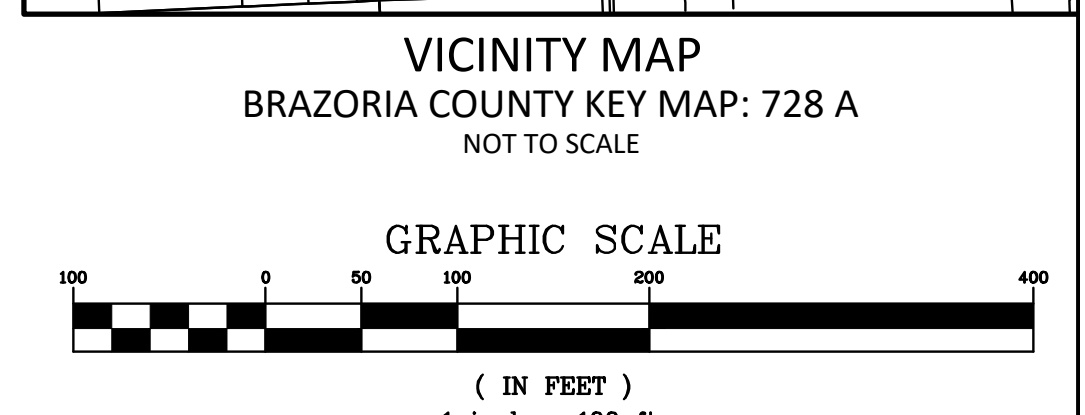 VICINITY MAP
BRAZORIA COUNTY KEY MAP: 728 A
NOT TO SCALE
GRAPHIC SCALE
100 0 50 100 200 400
( IN FEET )